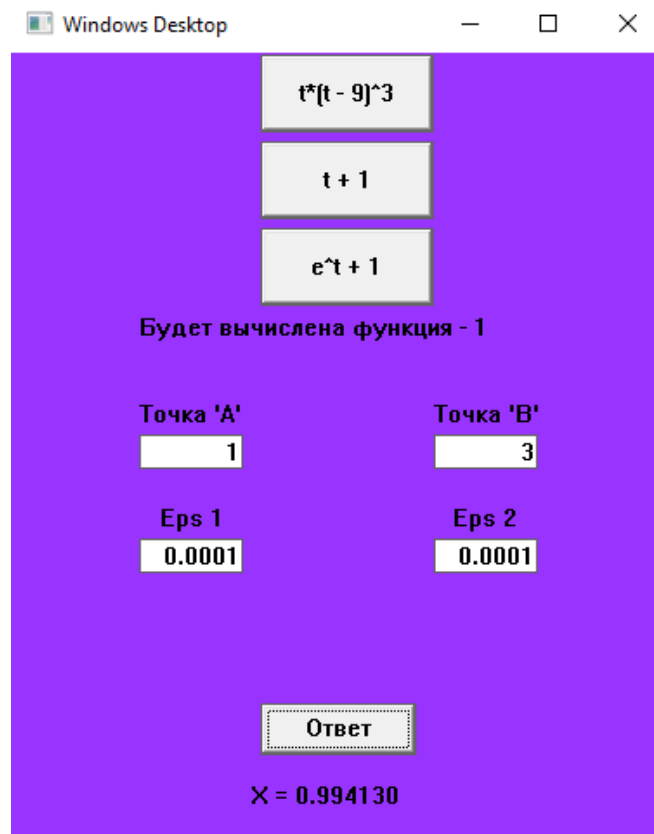 Windows Desktop
t*(t - 9)^3
t + 1
e^t + 1
Будет вычислена функция - 1
Точка 'A' Точка 'B'
1 3
Eps 1 Eps 2
0.0001 0.0001
Ответ
X = 0.994130